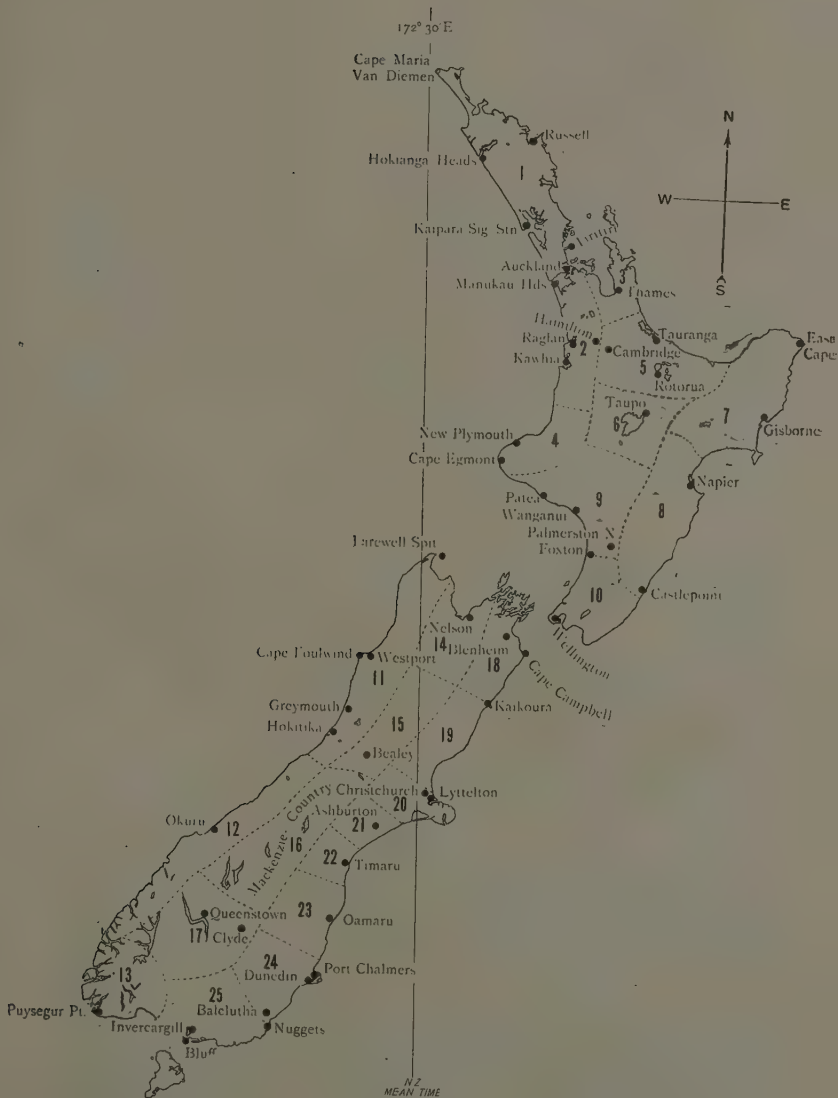 172° 30′ E
Cape Maria
Van Diemen
N
Russell
Hokianga Heads
1
W
E
Kaipara Sig Stn
Tiritiri
Auckland
S
Manukau Hds
3
Thames
Hamilton
Raglan
2
Tauranga
East
Cape
Cambridge
Kawhia
5
Rotorua
Taupo
6
7
Gisborne
New Plymouth
4
Cape Egmont
Napier
Patea
9
8
Wanganui
Palmerston N
Foxton
Farewell Spit
10
Castlepoint
Nelson
Wellington
14
Blenheim
18
Cape Foulwind
Westport
11
Cape Campbell
Greymouth
Kaikoura
Hokitika
15
19
Bealey
Christchurch
Lyttelton
Mackenzie Country
20
Ashburton
21
Okuru
12
16
22
Timaru
Queenstown
23
Oamaru
17
Clyde
24
13
Dunedin
Port Chalmers
25
Puysegur Pt.
Balclutha
Invercargill
Nuggets
Bluff
N Z
MEAN TIME